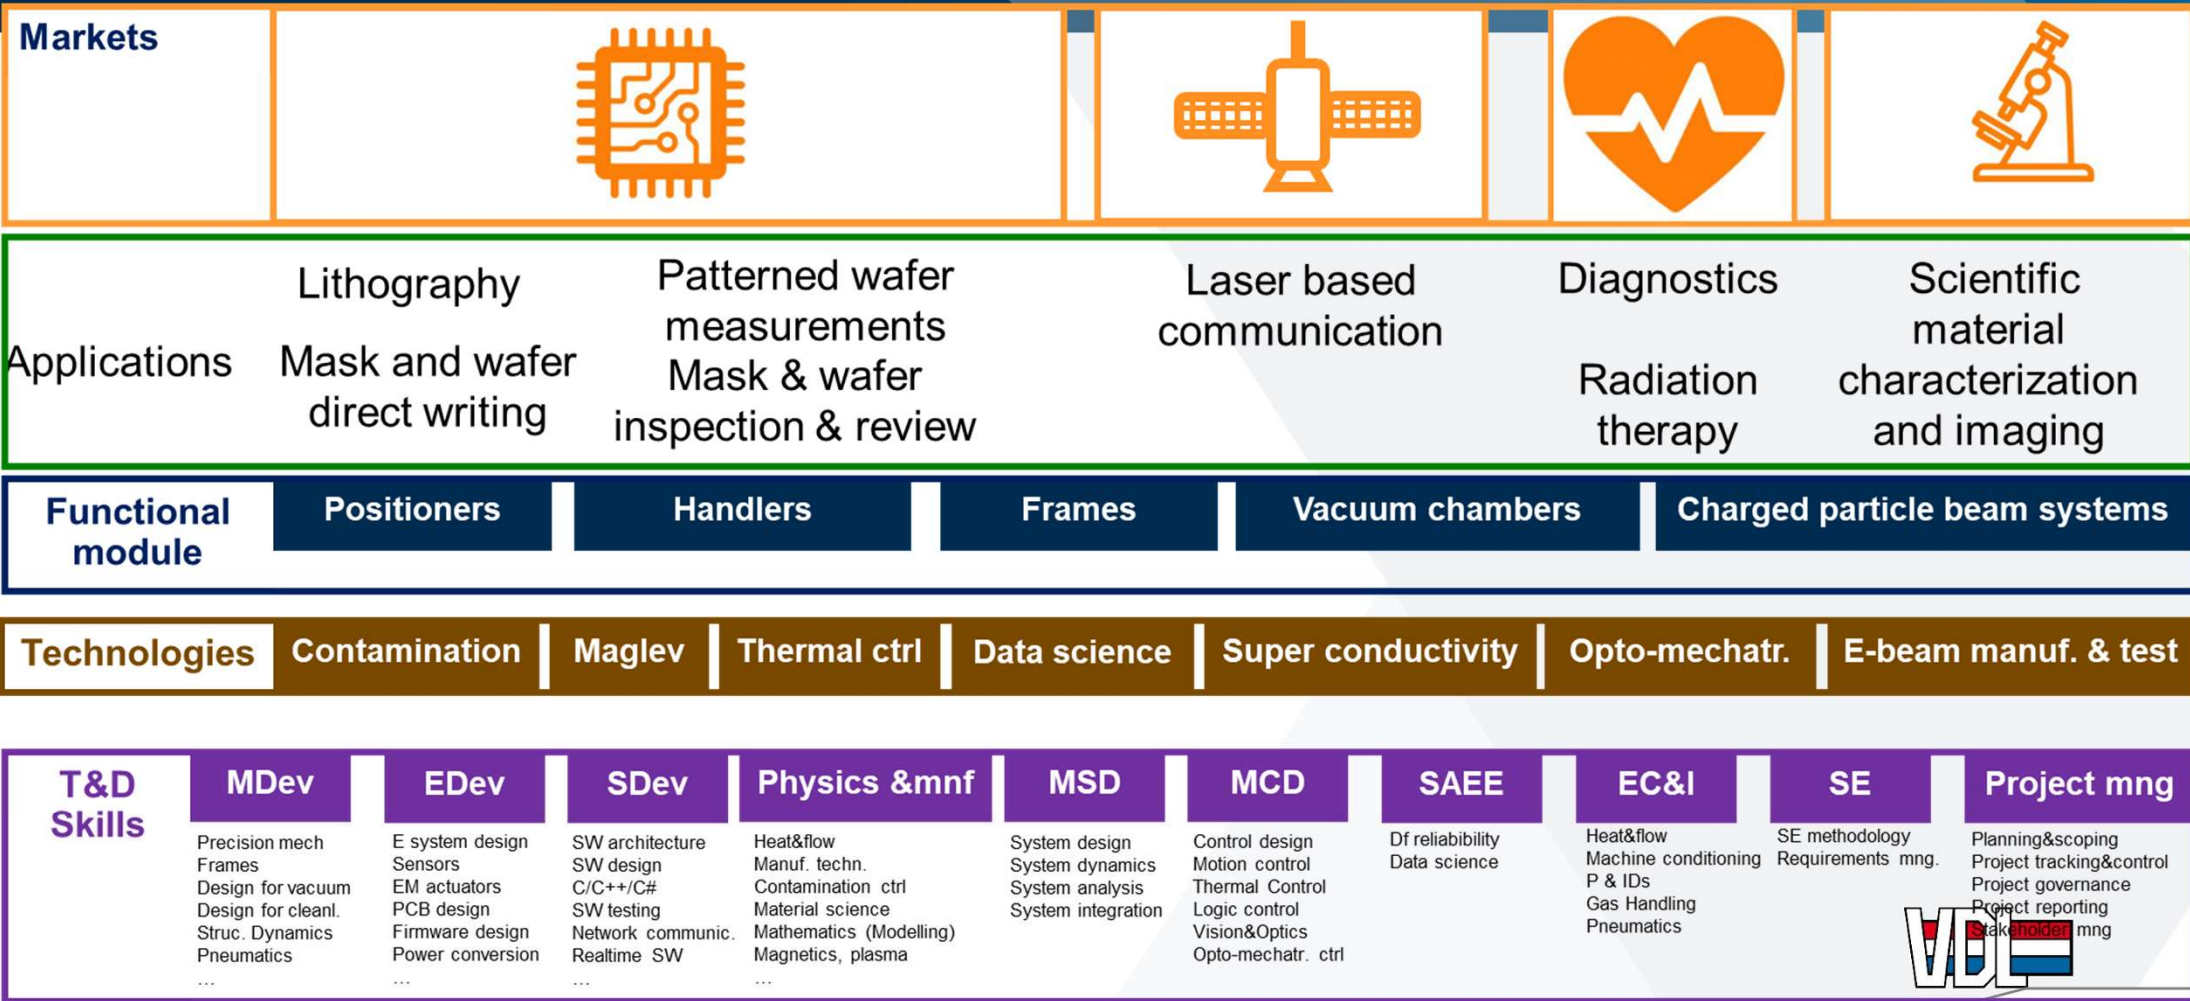 Markets
Applications
Lithography
Mask and wafer
direct writing
Patterned wafer
measurements
Mask & wafer
inspection & review
Laser based
communication
Diagnostics
Radiation
therapy
Scientific
material
characterization
and imaging
Functional
module
Positioners
Handlers
Frames
Vacuum chambers
Charged particle beam systems
Technologies
Contamination
Maglev
Thermal ctrl
Data science
Super conductivity
Opto-mechatr.
E-beam manuf. & test
T&D
Skills
MDev
Precision mech
Frames
Design for vacuum
Design for cleanl.
Struc. Dynamics
Pneumatics
...
EDev
E system design
Sensors
EM actuators
PCB design
Firmware design
Power conversion
...
SDev
SW architecture
SW design
C/C++/C#
SW testing
Network communic.
Realtime SW
...
Physics &mnf
Heat&flow
Manuf. techn.
Contamination ctrl
Material science
Mathematics (Modelling)
Magnetics, plasma
...
MSD
System design
System dynamics
System analysis
System integration
MCD
Control design
Motion control
Thermal Control
Logic control
Vision&Optics
Opto-mechatr. ctrl
SAEE
Df reliabibility
Data science
EC&I
Heat&flow
Machine conditioning
P & IDs
Gas Handling
Pneumatics
SE
SE methodology
Requirements mng.
Project mng
Planning&scoping
Project tracking&control
Project governance
Project reporting
Stakeholder mng
VDL